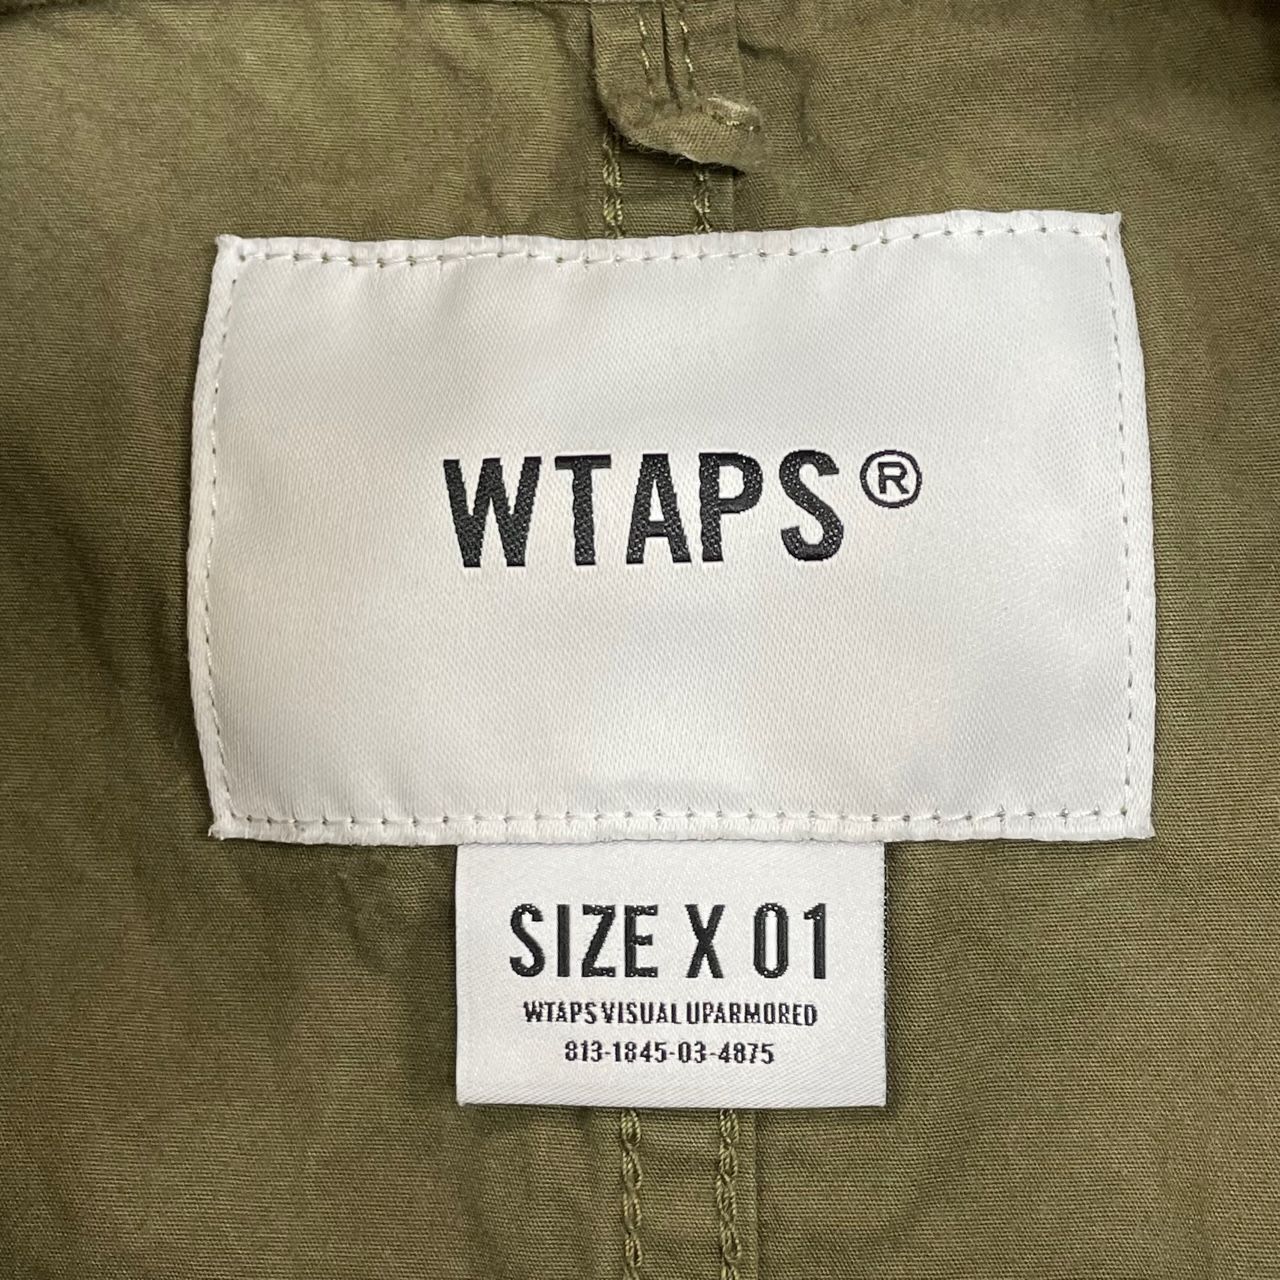 WTAPS®
SIZE X 01
WTAPS VISUAL UPARMORED
813-1845-03-4875